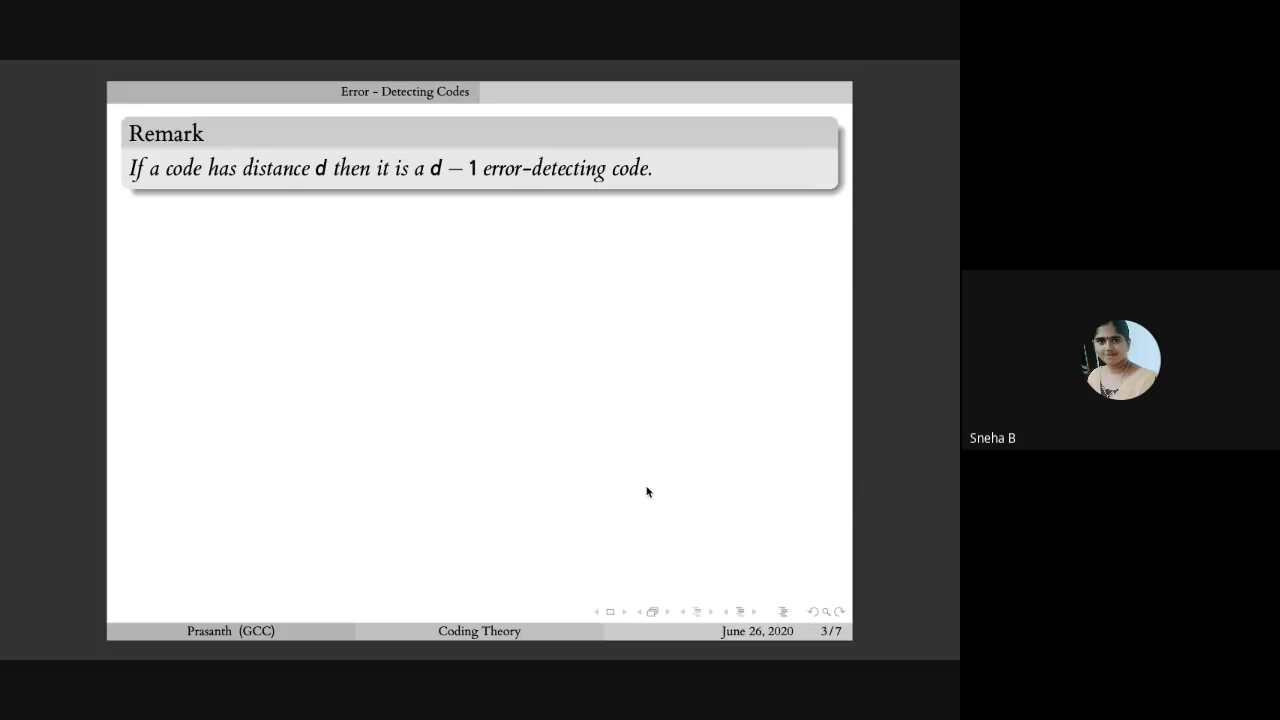 Error - Detecting Codes
Remark
If a code has distance d then it is a d − 1 error-detecting code.
Sneha B
Prasanth (GCC) Coding Theory June 26, 2020 3/7